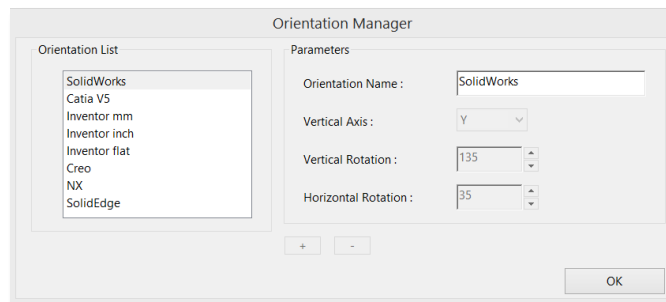 Orientation Manager
Orientation List
SolidWorks
Catia V5
Inventor mm
Inventor inch
Inventor flat
Creo
NX
SolidEdge
Parameters
Orientation Name : SolidWorks
Vertical Axis : Y
Vertical Rotation : 135
Horizontal Rotation : 35
+ -
OK